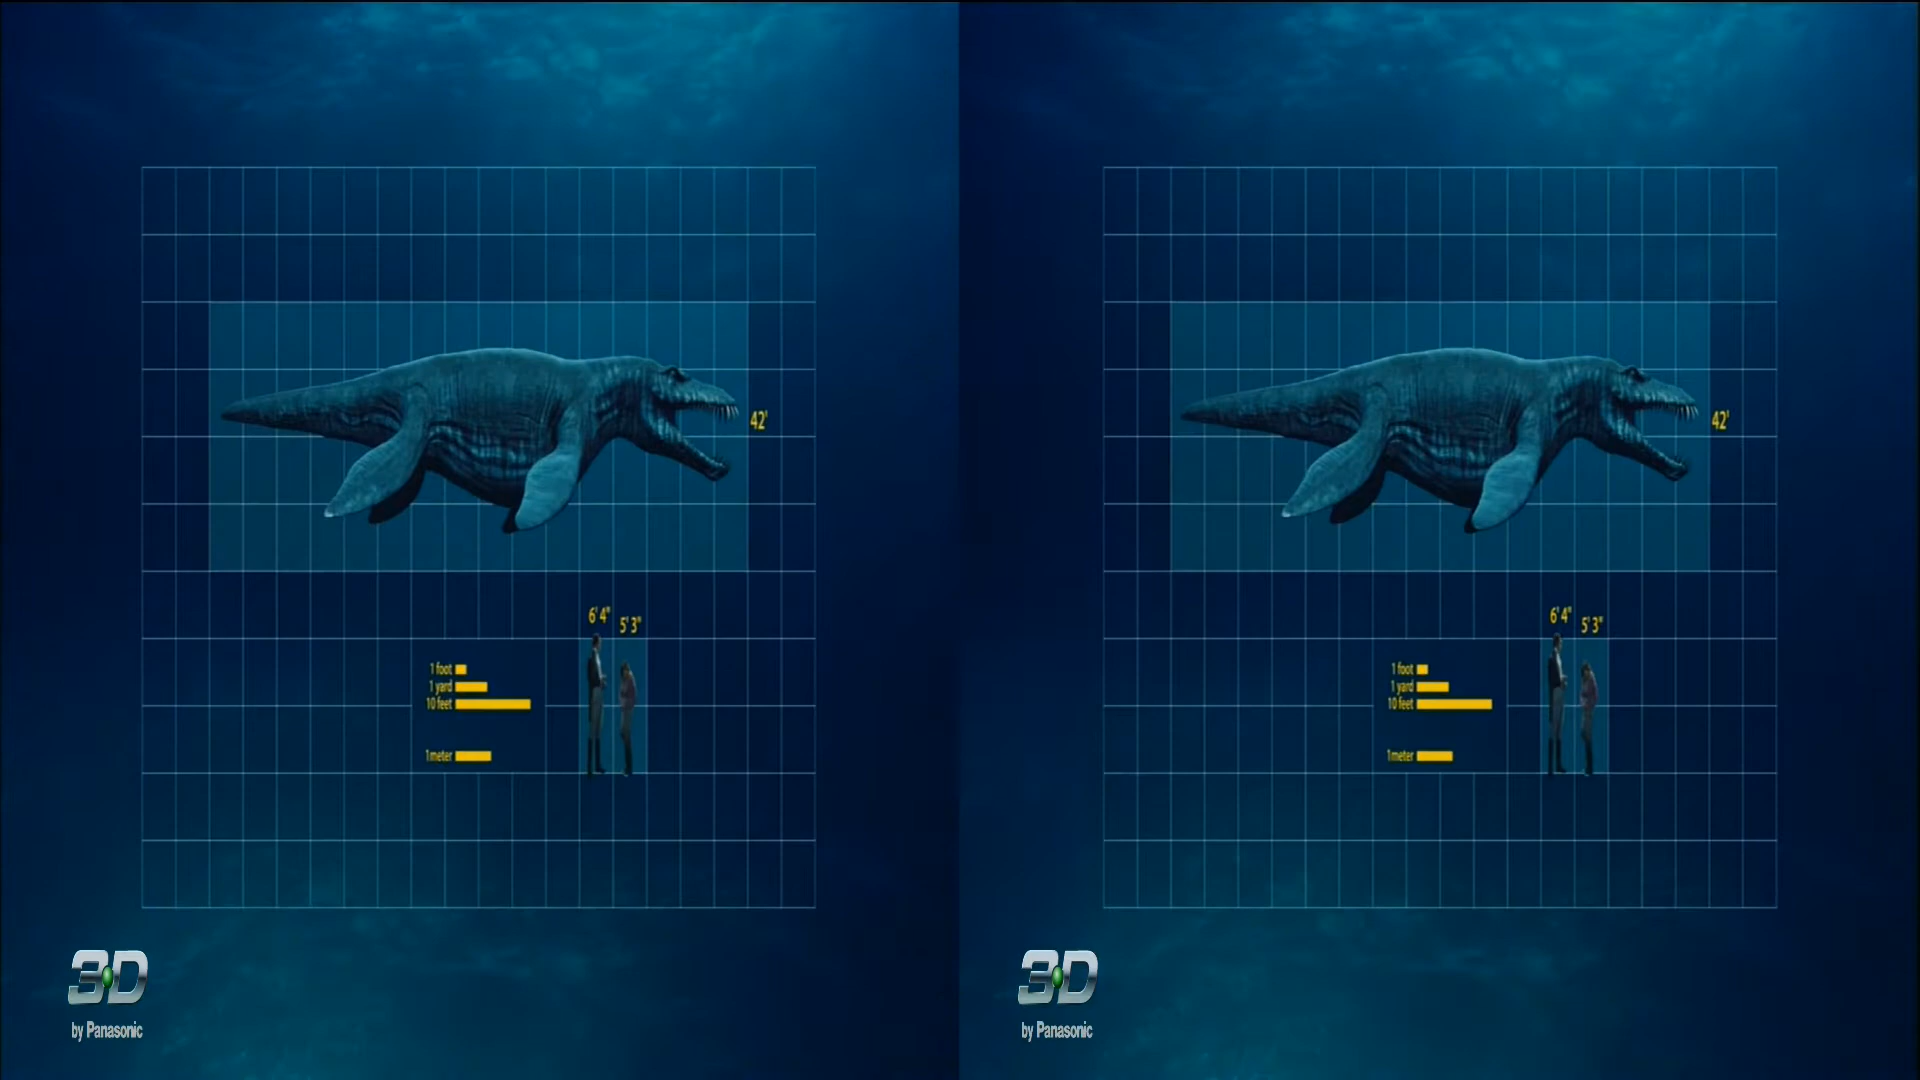 42'
6' 4"
5' 3"
1 foot
1 yard
10 feet
1meter
3D
by Panasonic
42'
6' 4"
5' 3"
1 foot
1 yard
10 feet
1meter
3D
by Panasonic